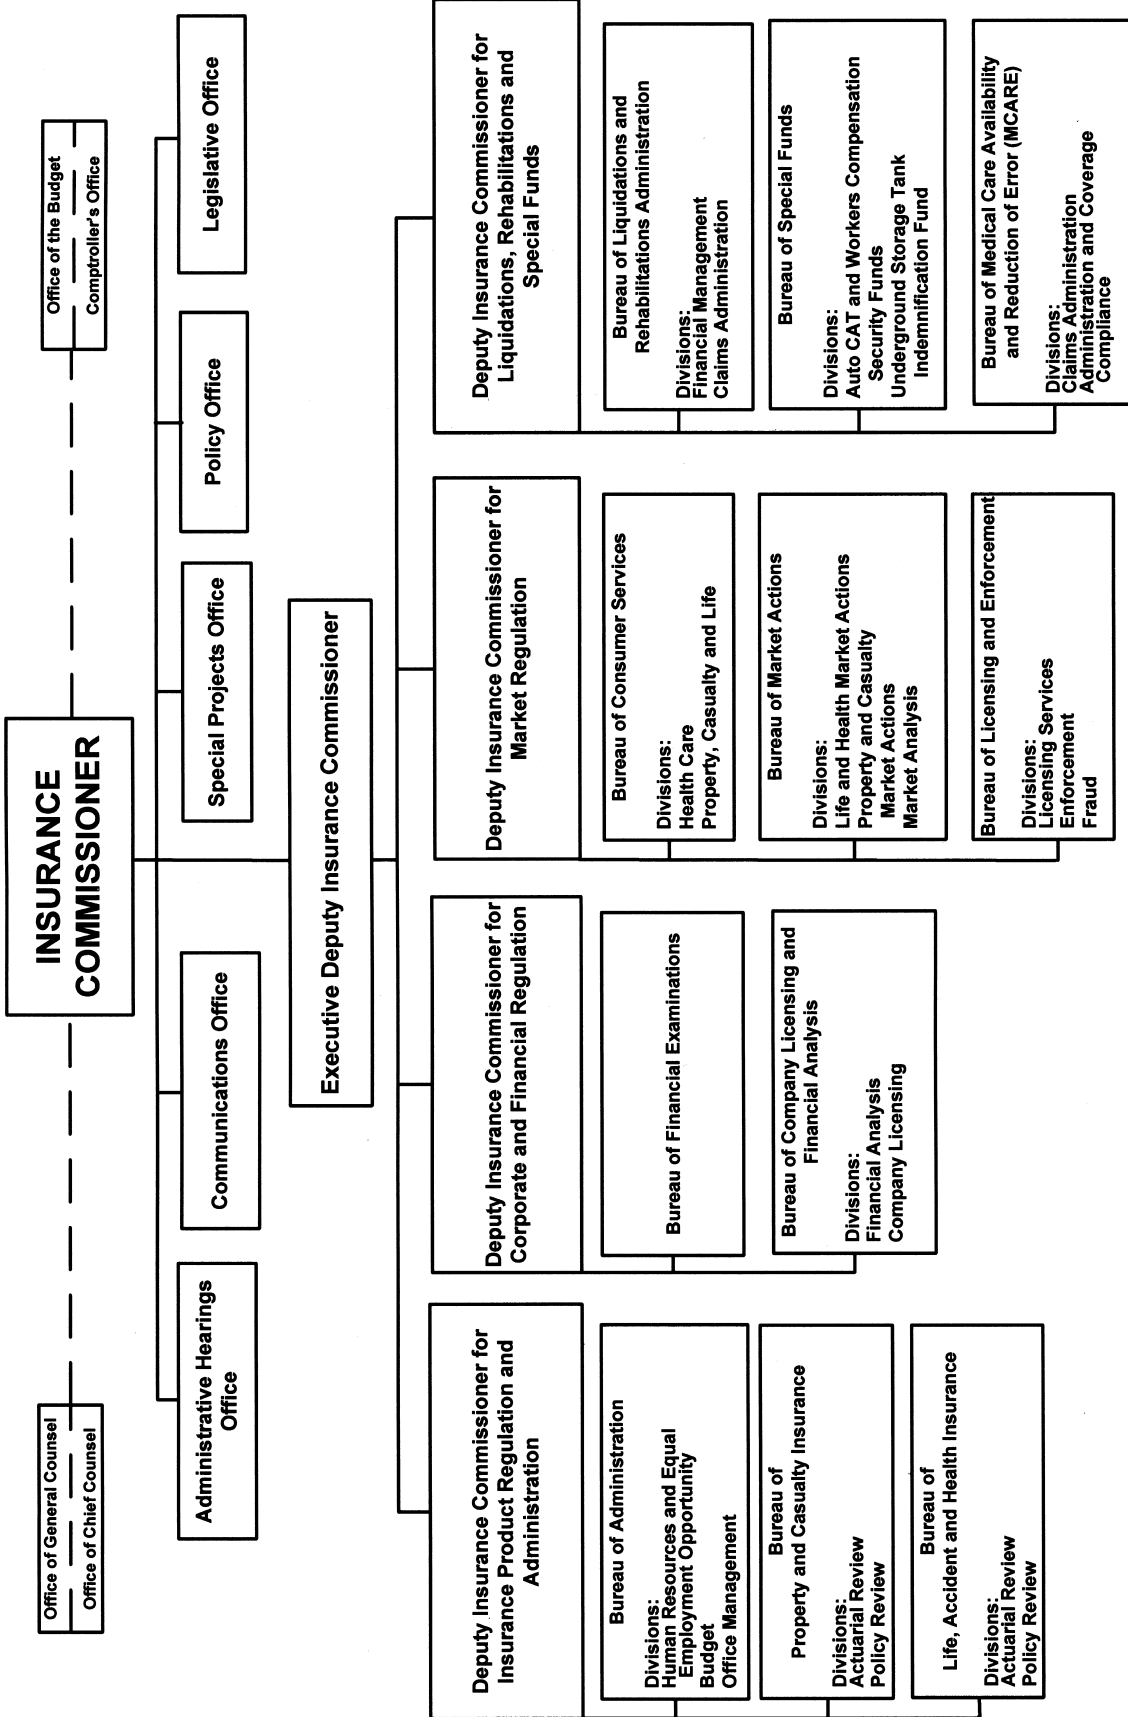 INSURANCE
COMMISSIONER
Office of General Counsel
Office of Chief Counsel
Office of the Budget
Comptroller's Office
Administrative Hearings
Office
Communications Office
Special Projects Office
Policy Office
Legislative Office
Executive Deputy Insurance Commissioner
Deputy Insurance Commissioner for
Insurance Product Regulation and
Administration
Bureau of Administration
Divisions:
Human Resources and Equal
Employment Opportunity
Budget
Office Management
Bureau of
Property and Casualty Insurance
Divisions:
Actuarial Review
Policy Review
Bureau of
Life, Accident and Health Insurance
Divisions:
Actuarial Review
Policy Review
Deputy Insurance Commissioner for
Corporate and Financial Regulation
Bureau of Financial Examinations
Bureau of Company Licensing and
Financial Analysis
Divisions:
Financial Analysis
Company Licensing
Deputy Insurance Commissioner for
Market Regulation
Bureau of Consumer Services
Divisions:
Health Care
Property, Casualty and Life
Bureau of Market Actions
Divisions:
Life and Health Market Actions
Property and Casualty
Market Actions
Market Analysis
Bureau of Licensing and Enforcement
Divisions:
Licensing Services
Enforcement
Fraud
Deputy Insurance Commissioner for
Liquidations, Rehabilitations and
Special Funds
Bureau of Liquidations and
Rehabilitations Administration
Divisions:
Financial Management
Claims Administration
Bureau of Special Funds
Divisions:
Auto CAT and Workers Compensation
Security Funds
Underground Storage Tank
Indemnification Fund
Bureau of Medical Care Availability
and Reduction of Error (MCARE)
Divisions:
Claims Administration
Administration and Coverage
Compliance